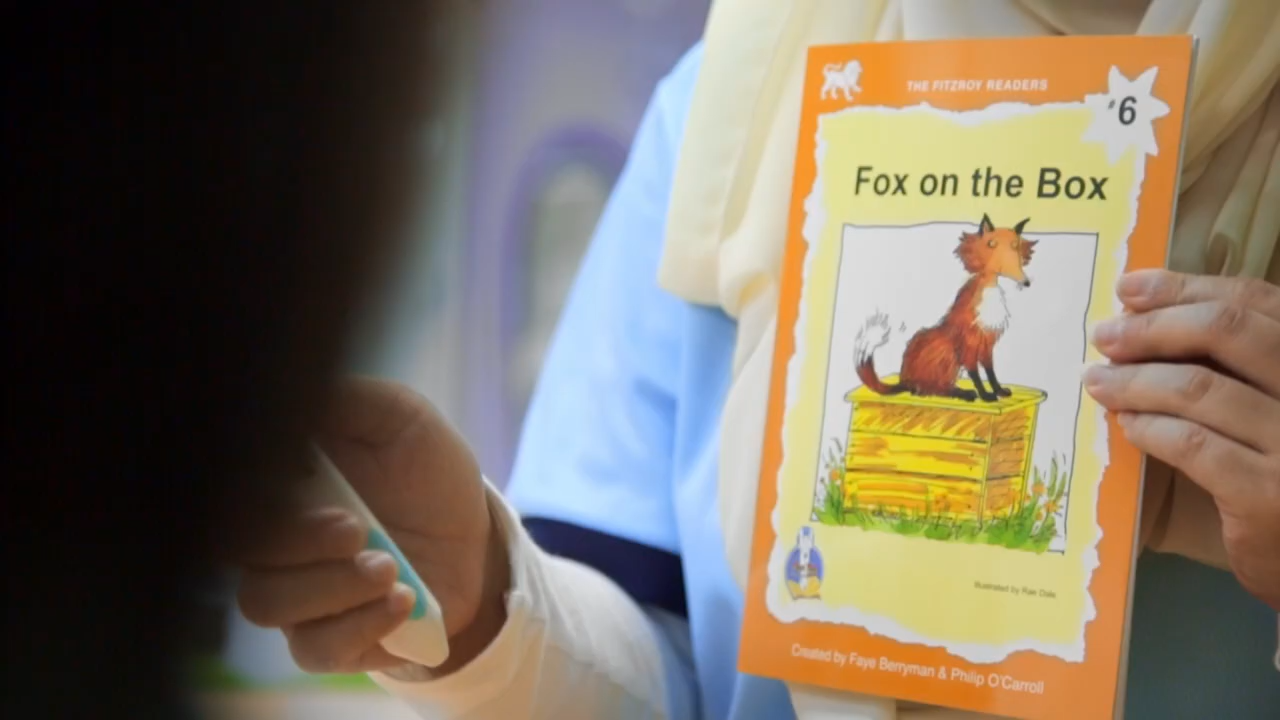 THE FITZROY READERS
#6
Fox on the Box
Illustrated by Rae Dale
Created by Faye Berryman & Philip O'Carroll